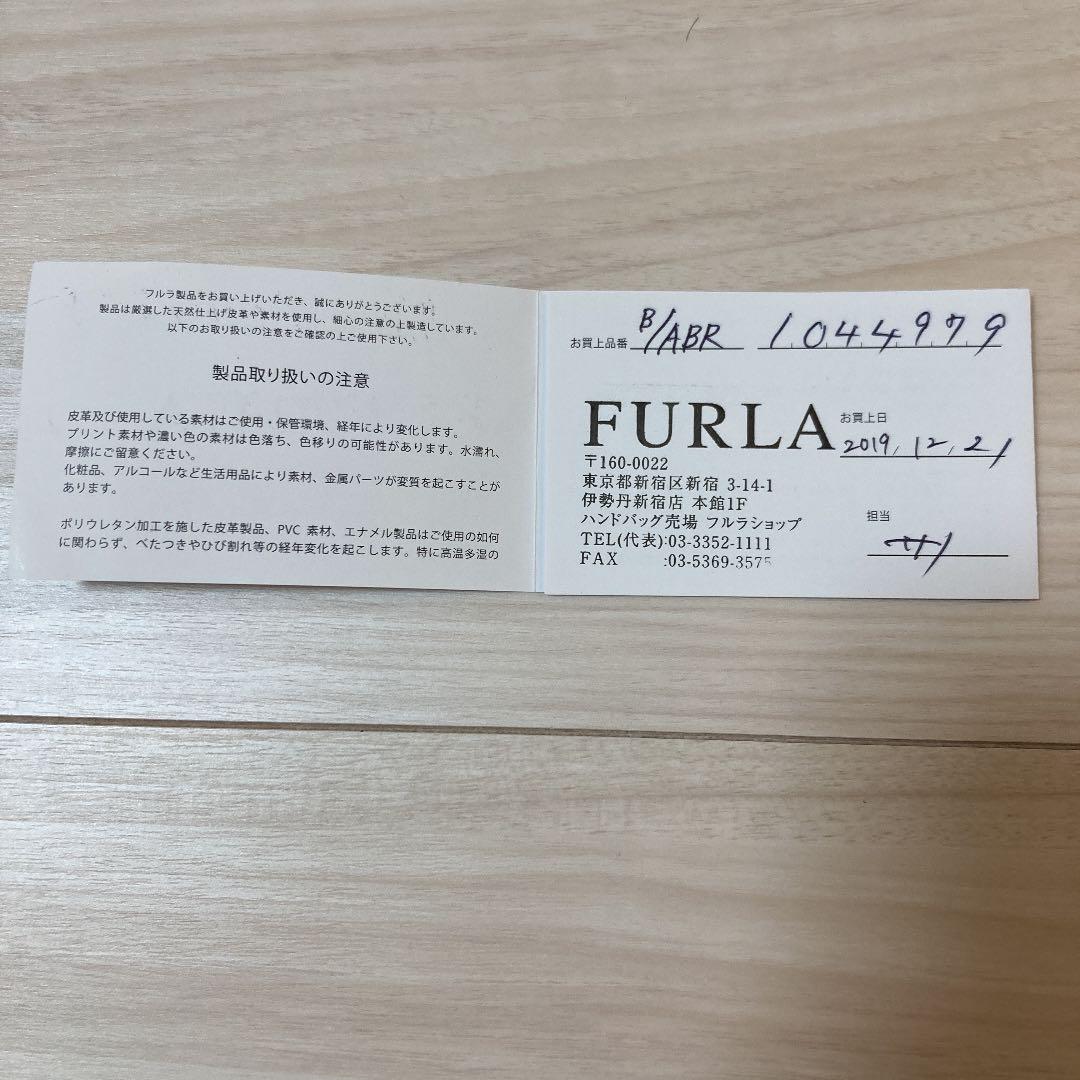 フルラ製品をお買い上げいただき、誠にありがとうございます。
製品は厳選した天然仕上げ皮革や素材を使用し、細心の注意の上製造しています。
以下のお取り扱いの注意をご確認の上ご使用下さい。
製品取り扱いの注意
皮革及び使用している素材はご使用・保管環境、経年により変化します。
プリント素材や濃い色の素材は色落ち、色移りの可能性があります。水濡れ、
摩擦にご留意ください。
化粧品、アルコールなど生活用品により素材、金属パーツが変質を起こすことが
あります。
ポリウレタン加工を施した皮革製品、PVC 素材、エナメル製品はご使用の如何
に関わらず、べたつきやひび割れ等の経年変化を起こします。特に高温多湿の
お買上品番 B/ABR 1044979
FURLA
お買上日
2019.12.21
〒160-0022
東京都新宿区新宿 3-14-1
伊勢丹新宿店 本館1F
ハンドバッグ売場 フルラショップ
TEL(代表):03-3352-1111
FAX :03-5369-3575
担当